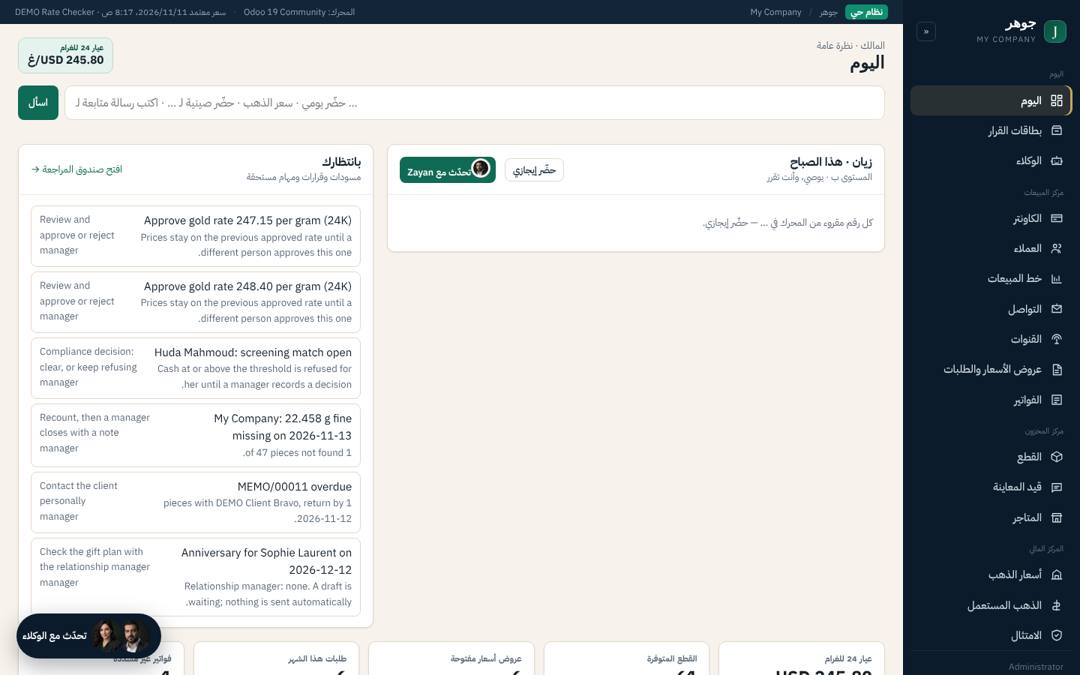 نظام حي
جوهر / My Company
المحرك: Odoo 19 Community · سعر معتمد 2026/11/11، 8:17 ص · DEMO Rate Checker
جوهر
MY COMPANY
J
»
اليوم
اليوم
بطاقات القرار
الوكلاء
مركز المبيعات
الكاونتر
العملاء
خط المبيعات
التواصل
القنوات
عروض الأسعار والطلبات
الفواتير
مركز المخزون
القطع
قيد المعاينة
المتاجر
المركز المالي
أسعار الذهب
الذهب المستعمل
الامتثال
Administrator
المالك · نظرة عامة
اليوم
عيار 24 للغرام
USD 245.80/غ
حضّر يومي · سعر الذهب · حضّر صينية لـ ... · اكتب رسالة متابعة لـ ...
اسأل
زيان · هذا الصباح
المستوى ب · يوصي، وأنت تقرر
حضّر إيجازي
تحدّث مع Zayan
كل رقم مقروء من المحرك في ... — حضّر إيجازي.
بانتظارك
مسودات وقرارات ومهام مستحقة
افتح صندوق المراجعة →
Approve gold rate 247.15 per gram (24K)
Prices stay on the previous approved rate until a
different person approves this one.
Review and
approve or reject
manager
Approve gold rate 248.40 per gram (24K)
Prices stay on the previous approved rate until a
different person approves this one.
Review and
approve or reject
manager
Huda Mahmoud: screening match open
Cash at or above the threshold is refused for
her until a manager records a decision.
Compliance decision:
clear, or keep refusing
manager
My Company: 22.458 g fine
missing on 2026-11-13
1 of 47 pieces not found.
Recount, then a manager
closes with a note
manager
MEMO/00011 overdue
1 pieces with DEMO Client Bravo, return by
2026-11-12.
Contact the client
personally
manager
Anniversary for Sophie Laurent on
2026-12-12
Relationship manager: none. A draft is
waiting; nothing is sent automatically.
Check the gift plan with
the relationship manager
manager
تحدّث مع الوكلاء
عيار 24 للغرام
USD 245.80
القطع المتوفرة
عروض أسعار مفتوحة
طلبات هذا الشهر
فواتير غير مسددة